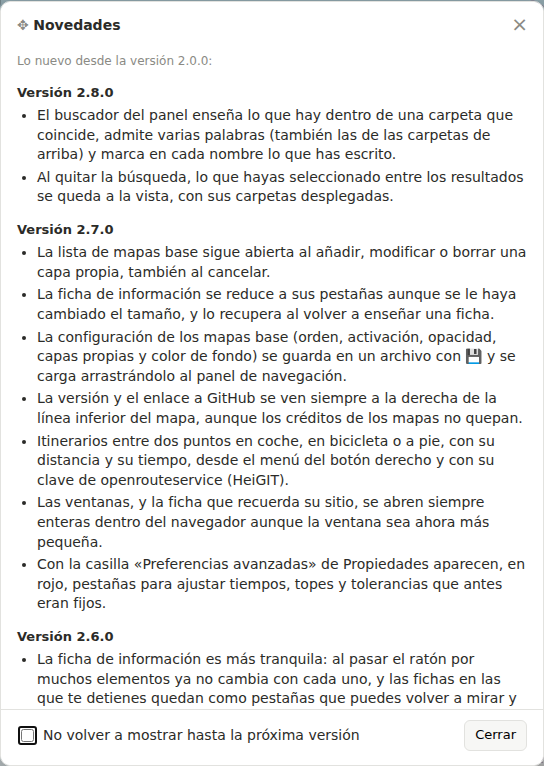 ✥ Novedades ×
Lo nuevo desde la versión 2.0.0:
Versión 2.8.0
• El buscador del panel enseña lo que hay dentro de una carpeta que
coincide, admite varias palabras (también las de las carpetas de
arriba) y marca en cada nombre lo que has escrito.
• Al quitar la búsqueda, lo que hayas seleccionado entre los resultados
se queda a la vista, con sus carpetas desplegadas.
Versión 2.7.0
• La lista de mapas base sigue abierta al añadir, modificar o borrar una
capa propia, también al cancelar.
• La ficha de información se reduce a sus pestañas aunque se le haya
cambiado el tamaño, y lo recupera al volver a enseñar una ficha.
• La configuración de los mapas base (orden, activación, opacidad,
capas propias y color de fondo) se guarda en un archivo con 💾 y se
carga arrastrándolo al panel de navegación.
• La versión y el enlace a GitHub se ven siempre a la derecha de la
línea inferior del mapa, aunque los créditos de los mapas no quepan.
• Itinerarios entre dos puntos en coche, en bicicleta o a pie, con su
distancia y su tiempo, desde el menú del botón derecho y con su
clave de openrouteservice (HeiGIT).
• Las ventanas, y la ficha que recuerda su sitio, se abren siempre
enteras dentro del navegador aunque la ventana sea ahora más
pequeña.
• Con la casilla «Preferencias avanzadas» de Propiedades aparecen, en
rojo, pestañas para ajustar tiempos, topes y tolerancias que antes
eran fijos.
Versión 2.6.0
• La ficha de información es más tranquila: al pasar el ratón por
muchos elementos ya no cambia con cada uno, y las fichas en las
que te detienes quedan como pestañas que puedes volver a mirar y
No volver a mostrar hasta la próxima versión
Cerrar